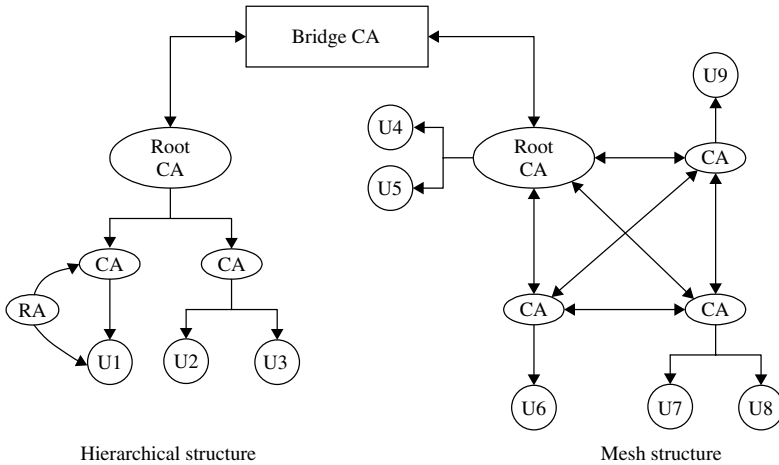 Bridge CA
U9
U4
Root
CA
Root
CA
CA
U5
CA
CA
RA
CA
CA
U1
U2
U3
U6
U7
U8
Hierarchical structure
Mesh structure